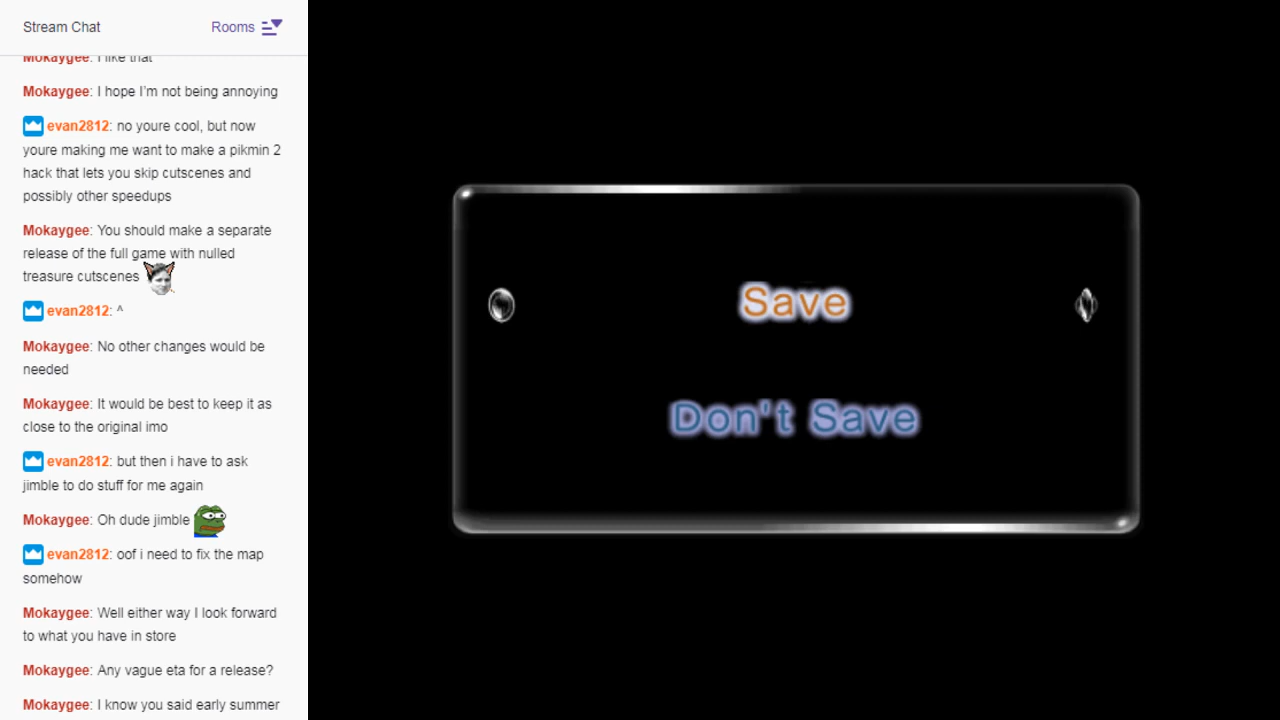 Stream Chat
Rooms
Mokaygee: I like that
Mokaygee: I hope I'm not being annoying
evan2812: no youre cool, but now
youre making me want to make a pikmin 2
hack that lets you skip cutscenes and
possibly other speedups
Mokaygee: You should make a separate
release of the full game with nulled
treasure cutscenes
evan2812: ^
Mokaygee: No other changes would be
needed
Mokaygee: It would be best to keep it as
close to the original imo
evan2812: but then i have to ask
jimble to do stuff for me again
Mokaygee: Oh dude jimble
evan2812: oof i need to fix the map
somehow
Mokaygee: Well either way I look forward
to what you have in store
Mokaygee: Any vague eta for a release?
Mokaygee: I know you said early summer
Save
Don't Save